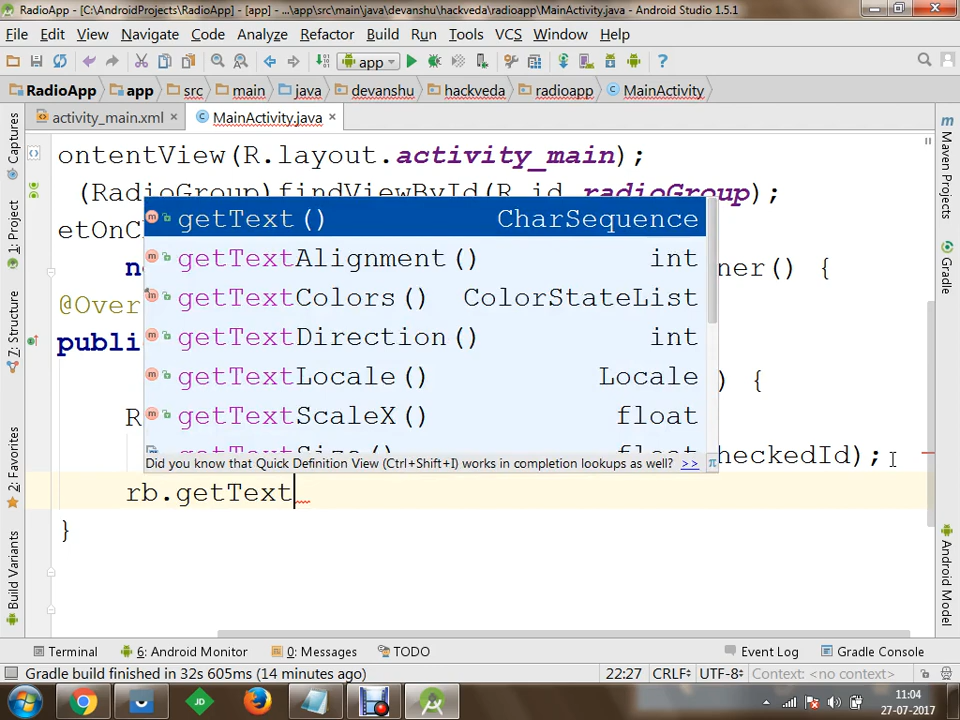 RadioApp - [C:\AndroidProjects\RadioApp] - [app] - ...\app\src\main\java\devanshu\hackveda\radioapp\MainActivity.java - Android Studio 1.5.1
File Edit View Navigate Code Analyze Refactor Build Run Tools VCS Window Help
app
RadioApp app src main java devanshu hackveda radioapp MainActivity
activity_main.xml MainActivity.java
Captures
1: Project
7: Structure
2: Favorites
Build Variants
ontentView(R.layout.activity_main);
(RadioGroup)findViewById(R.id.radioGroup);
etOnC
ner() {
@Over
publi
) {
R
heckedId);
rb.getText
}
getText() CharSequence
getTextAlignment() int
getTextColors() ColorStateList
getTextDirection() int
getTextLocale() Locale
getTextScaleX() float
getTextSize() float
Did you know that Quick Definition View (Ctrl+Shift+I) works in completion lookups as well? >> π
Maven Projects
Gradle
Android Model
Terminal 6: Android Monitor 0: Messages TODO Event Log Gradle Console
Gradle build finished in 32s 605ms (14 minutes ago) 22:27 CRLF÷ UTF-8÷ Context: <no context>
JD
11:04
27-07-2017